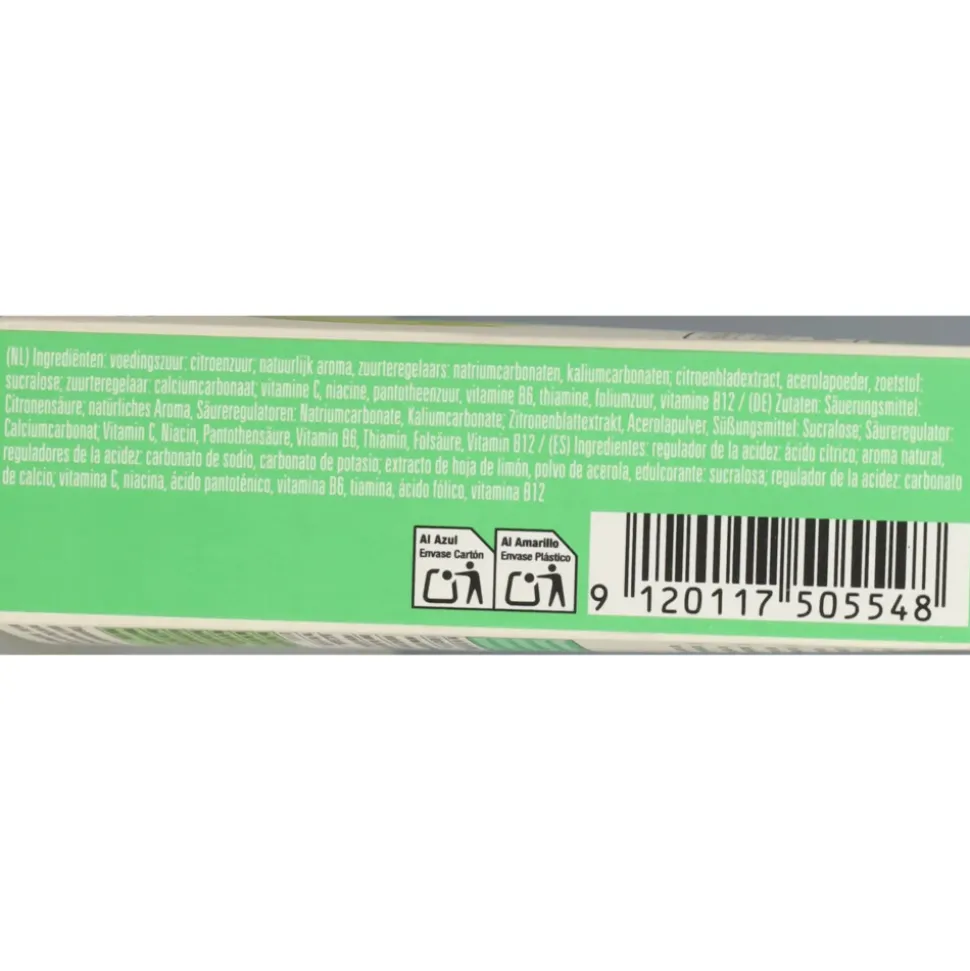 (NL) Ingrediënten: voedingszuur: citroenzuur; natuurlijk aroma, zuurteregelaars: natriumcarbonaten, kaliumcarbonaten; citroenbladextract, acerolapoeder, zoetstof:
sucralose; zuurteregelaar: calciumcarbonaat; vitamine C, niacine, pantotheenzuur, vitamine B6, thiamine, foliumzuur, vitamine B12 / (DE) Zutaten: Säuerungsmittel:
Citronensäure, natürliches Aroma, Säureregulatoren: Natriumcarbonate, Kaliumcarbonate; Zitronenblattextrakt, Acerolapulver, Süßungsmittel: Sucralose; Säureregulator:
Calciumcarbonat, Vitamin C, Niacin, Pantothensäure, Vitamin B6, Thiamin, Folsäure, Vitamin B12 / (ES) Ingredientes: regulador de la acidez: ácido cítrico; aroma natural,
reguladores de la acidez: carbonato de sodio, carbonato de potasio; extracto de hoja de limón, polvo de acerola, edulcorante: sucralosa, regulador de la acidez: carbonato
de calcio, vitamina C, niacina, ácido pantoténico, vitamina B6, tiamina, ácido fólico, vitamina B12
Al Azul
Envase Cartón
Al Amarillo
Envase Plástico
9 120117 505548